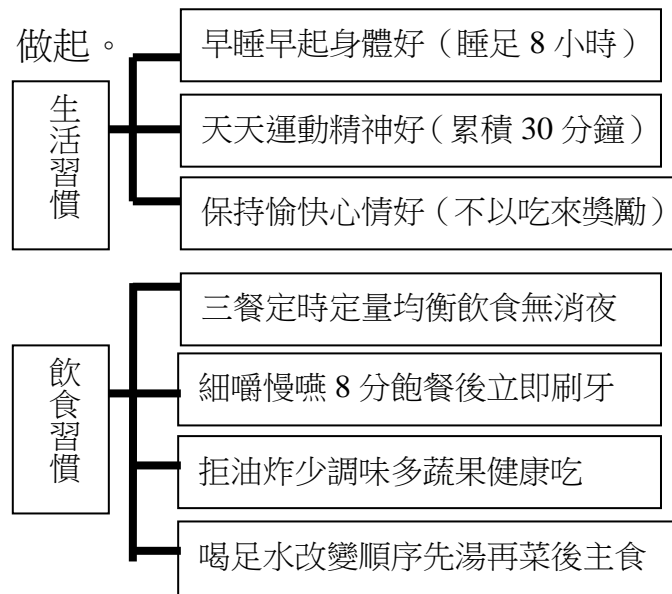 做起。
早睡早起身體好（睡足 8 小時）
生活習慣
天天運動精神好（累積 30 分鐘）
保持愉快心情好（不以吃來獎勵）
三餐定時定量均衡飲食無消夜
飲食習慣
細嚼慢嚥 8 分飽餐後立即刷牙
拒油炸少調味多蔬果健康吃
喝足水改變順序先湯再菜後主食